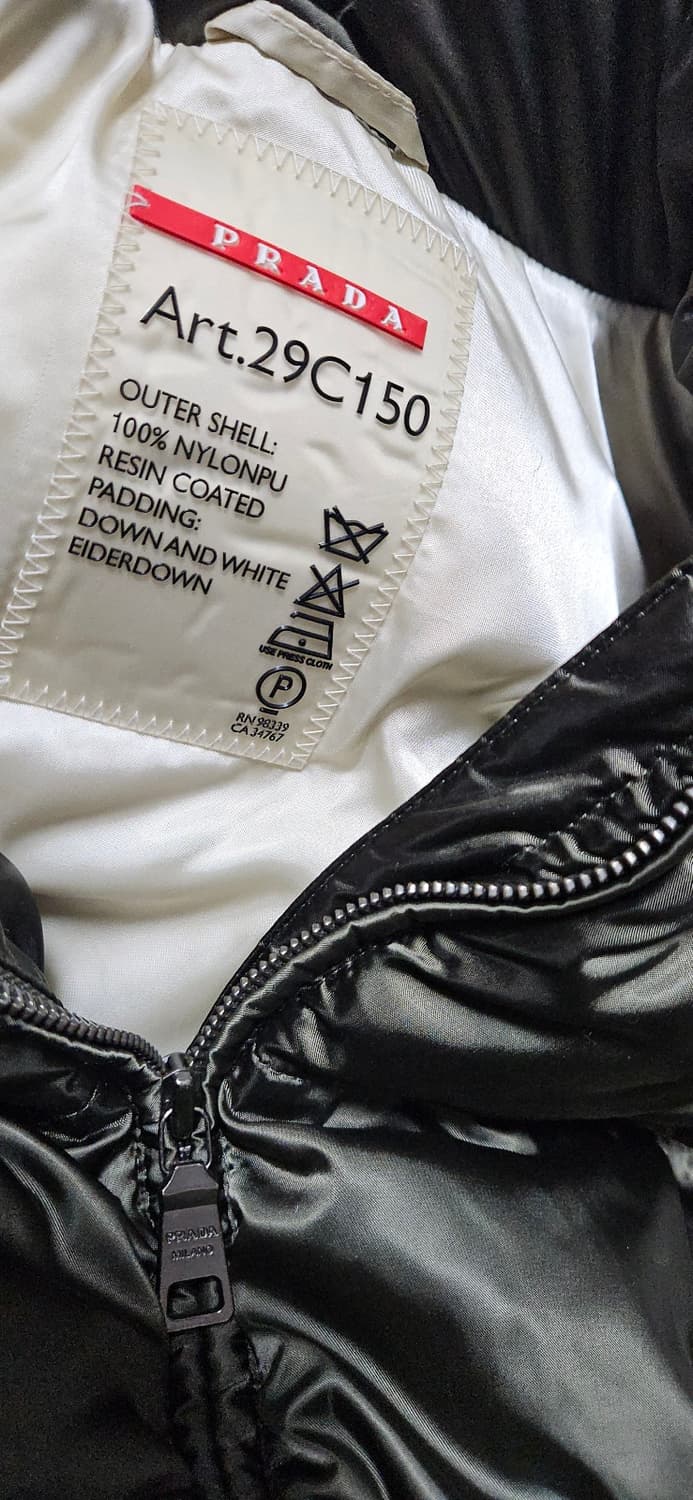 PRADA
Art.29C150
OUTER SHELL:
100% NYLONPU
RESIN COATED
PADDING:
DOWN AND WHITE
EIDERDOWN
USE PRESS CLOTH
P
RN 98339
CA 34767
PRADA
MILANO